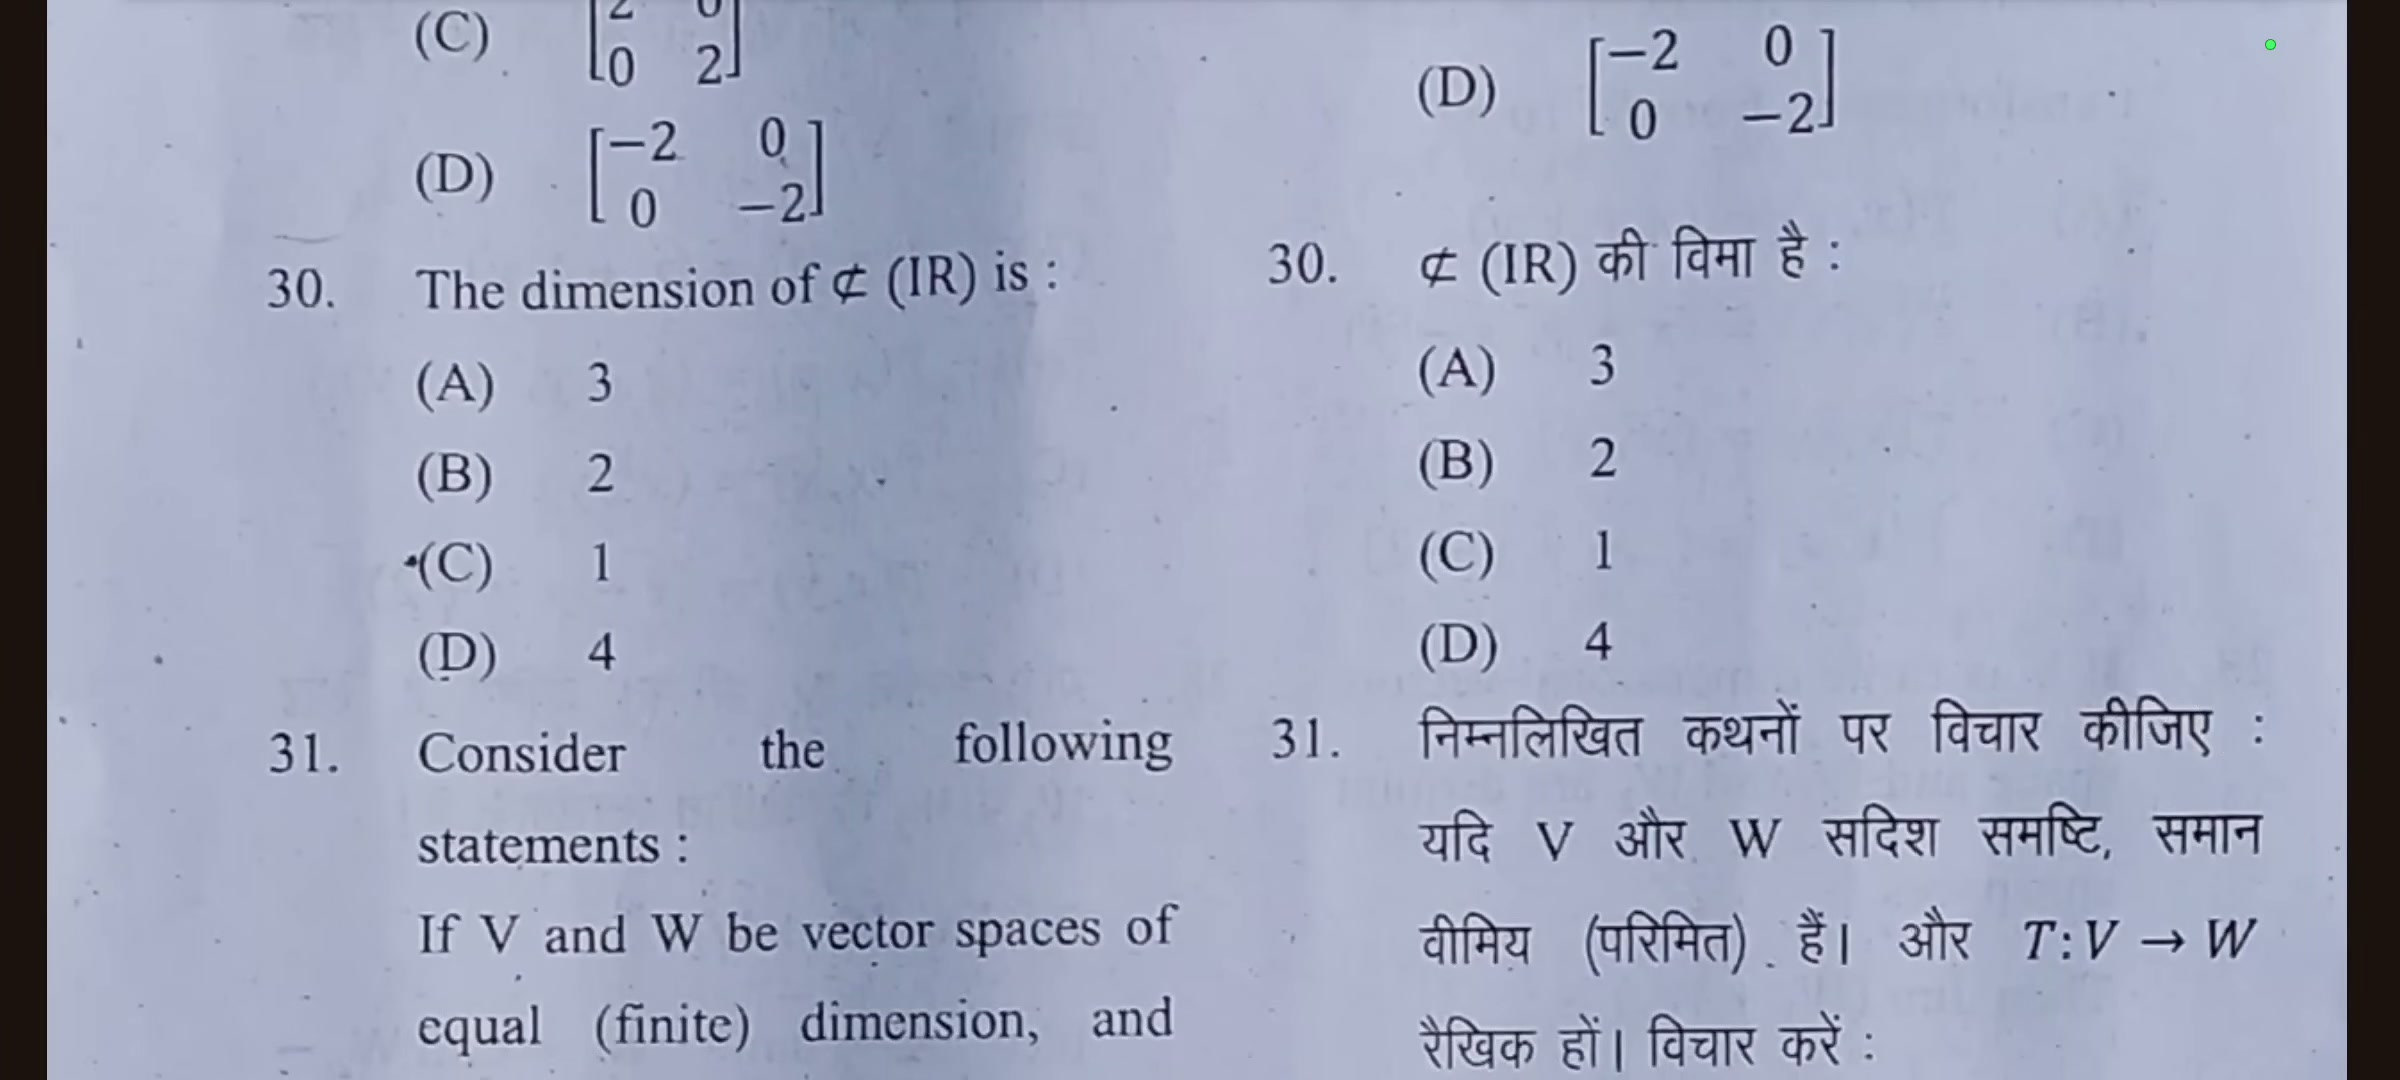 (C) [2 0
0 2]
(D) [−2 0
0 −2]
30. The dimension of ⊄ (IR) is :
(A) 3
(B) 2
(C) 1
(D) 4
31. Consider the following
statements :
If V and W be vector spaces of
equal (finite) dimension, and
(D) [−2 0
0 −2]
30. ⊄ (IR) की विमा है :
(A) 3
(B) 2
(C) 1
(D) 4
31. निम्नलिखित कथनों पर विचार कीजिए :
यदि V और W सदिश समष्टि, समान
वीमिय (परिमित) हैं। और T:V → W
रैखिक हों। विचार करें :